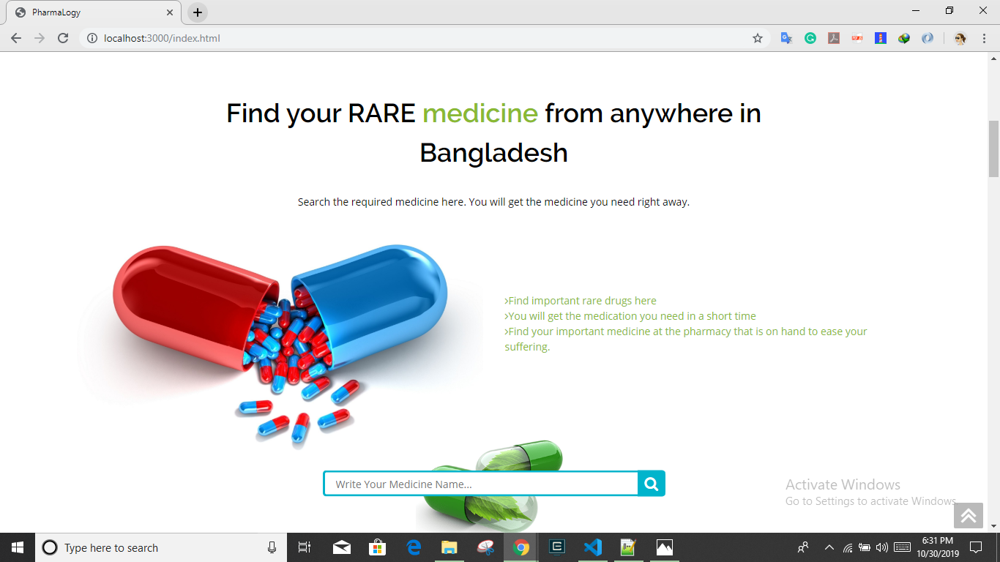 PharmaLogy
localhost:3000/index.html
Find your RARE medicine from anywhere in
Bangladesh
Search the required medicine here. You will get the medicine you need right away.
›Find important rare drugs here
›You will get the medication you need in a short time
›Find your important medicine at the pharmacy that is on hand to ease your
suffering.
Write Your Medicine Name...
Activate Windows
Go to Settings to activate Windows.
Type here to search
6:31 PM
10/30/2019